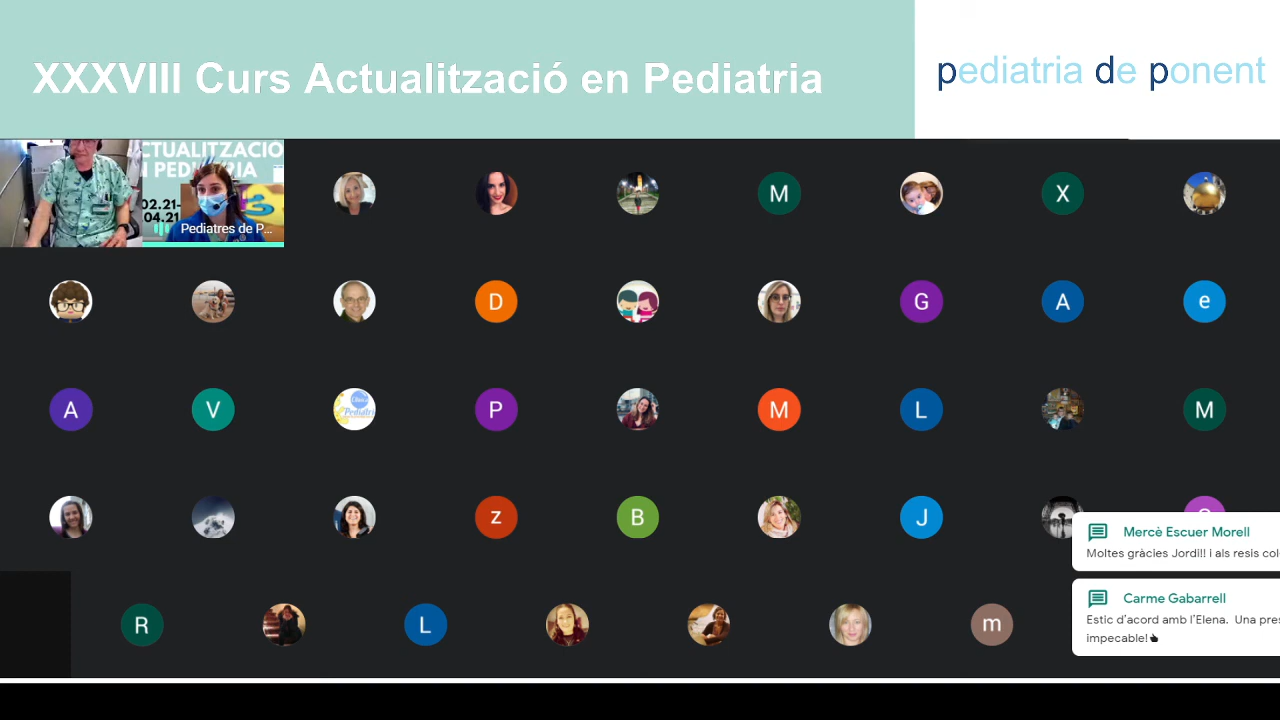 XXXVIII Curs Actualització en Pediatria
pediatria de ponent
CTUALITZACIÓ
N PEDIATRIA
02.21-
04.21
Pediatres de P...
M
X
D
G
A
e
A
V
P
M
L
M
z
B
J
Mercè Escuer Morell
Moltes gràcies Jordi!! i als resis col
R
L
m
Carme Gabarrell
Estic d'acord amb l'Elena. Una pres
impecable!